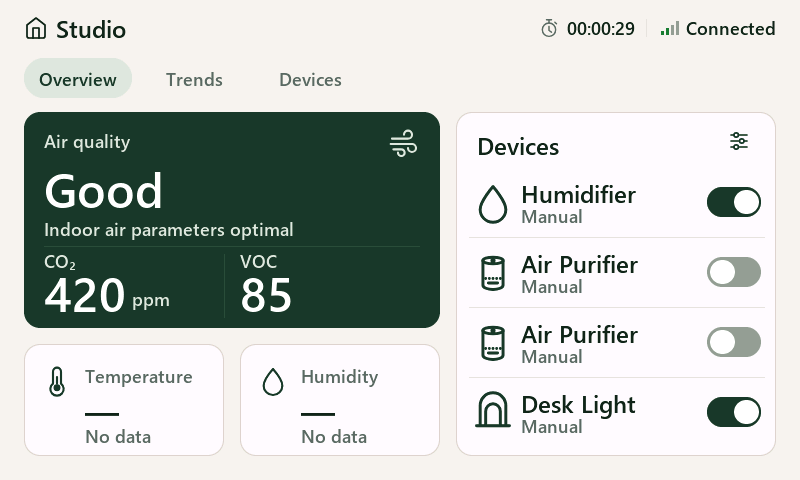 Studio
00:00:29
Connected
Overview
Trends
Devices
Air quality
Good
Indoor air parameters optimal
CO₂
420 ppm
VOC
85
Temperature
No data
Humidity
No data
Devices
Humidifier
Manual
Air Purifier
Manual
Air Purifier
Manual
Desk Light
Manual